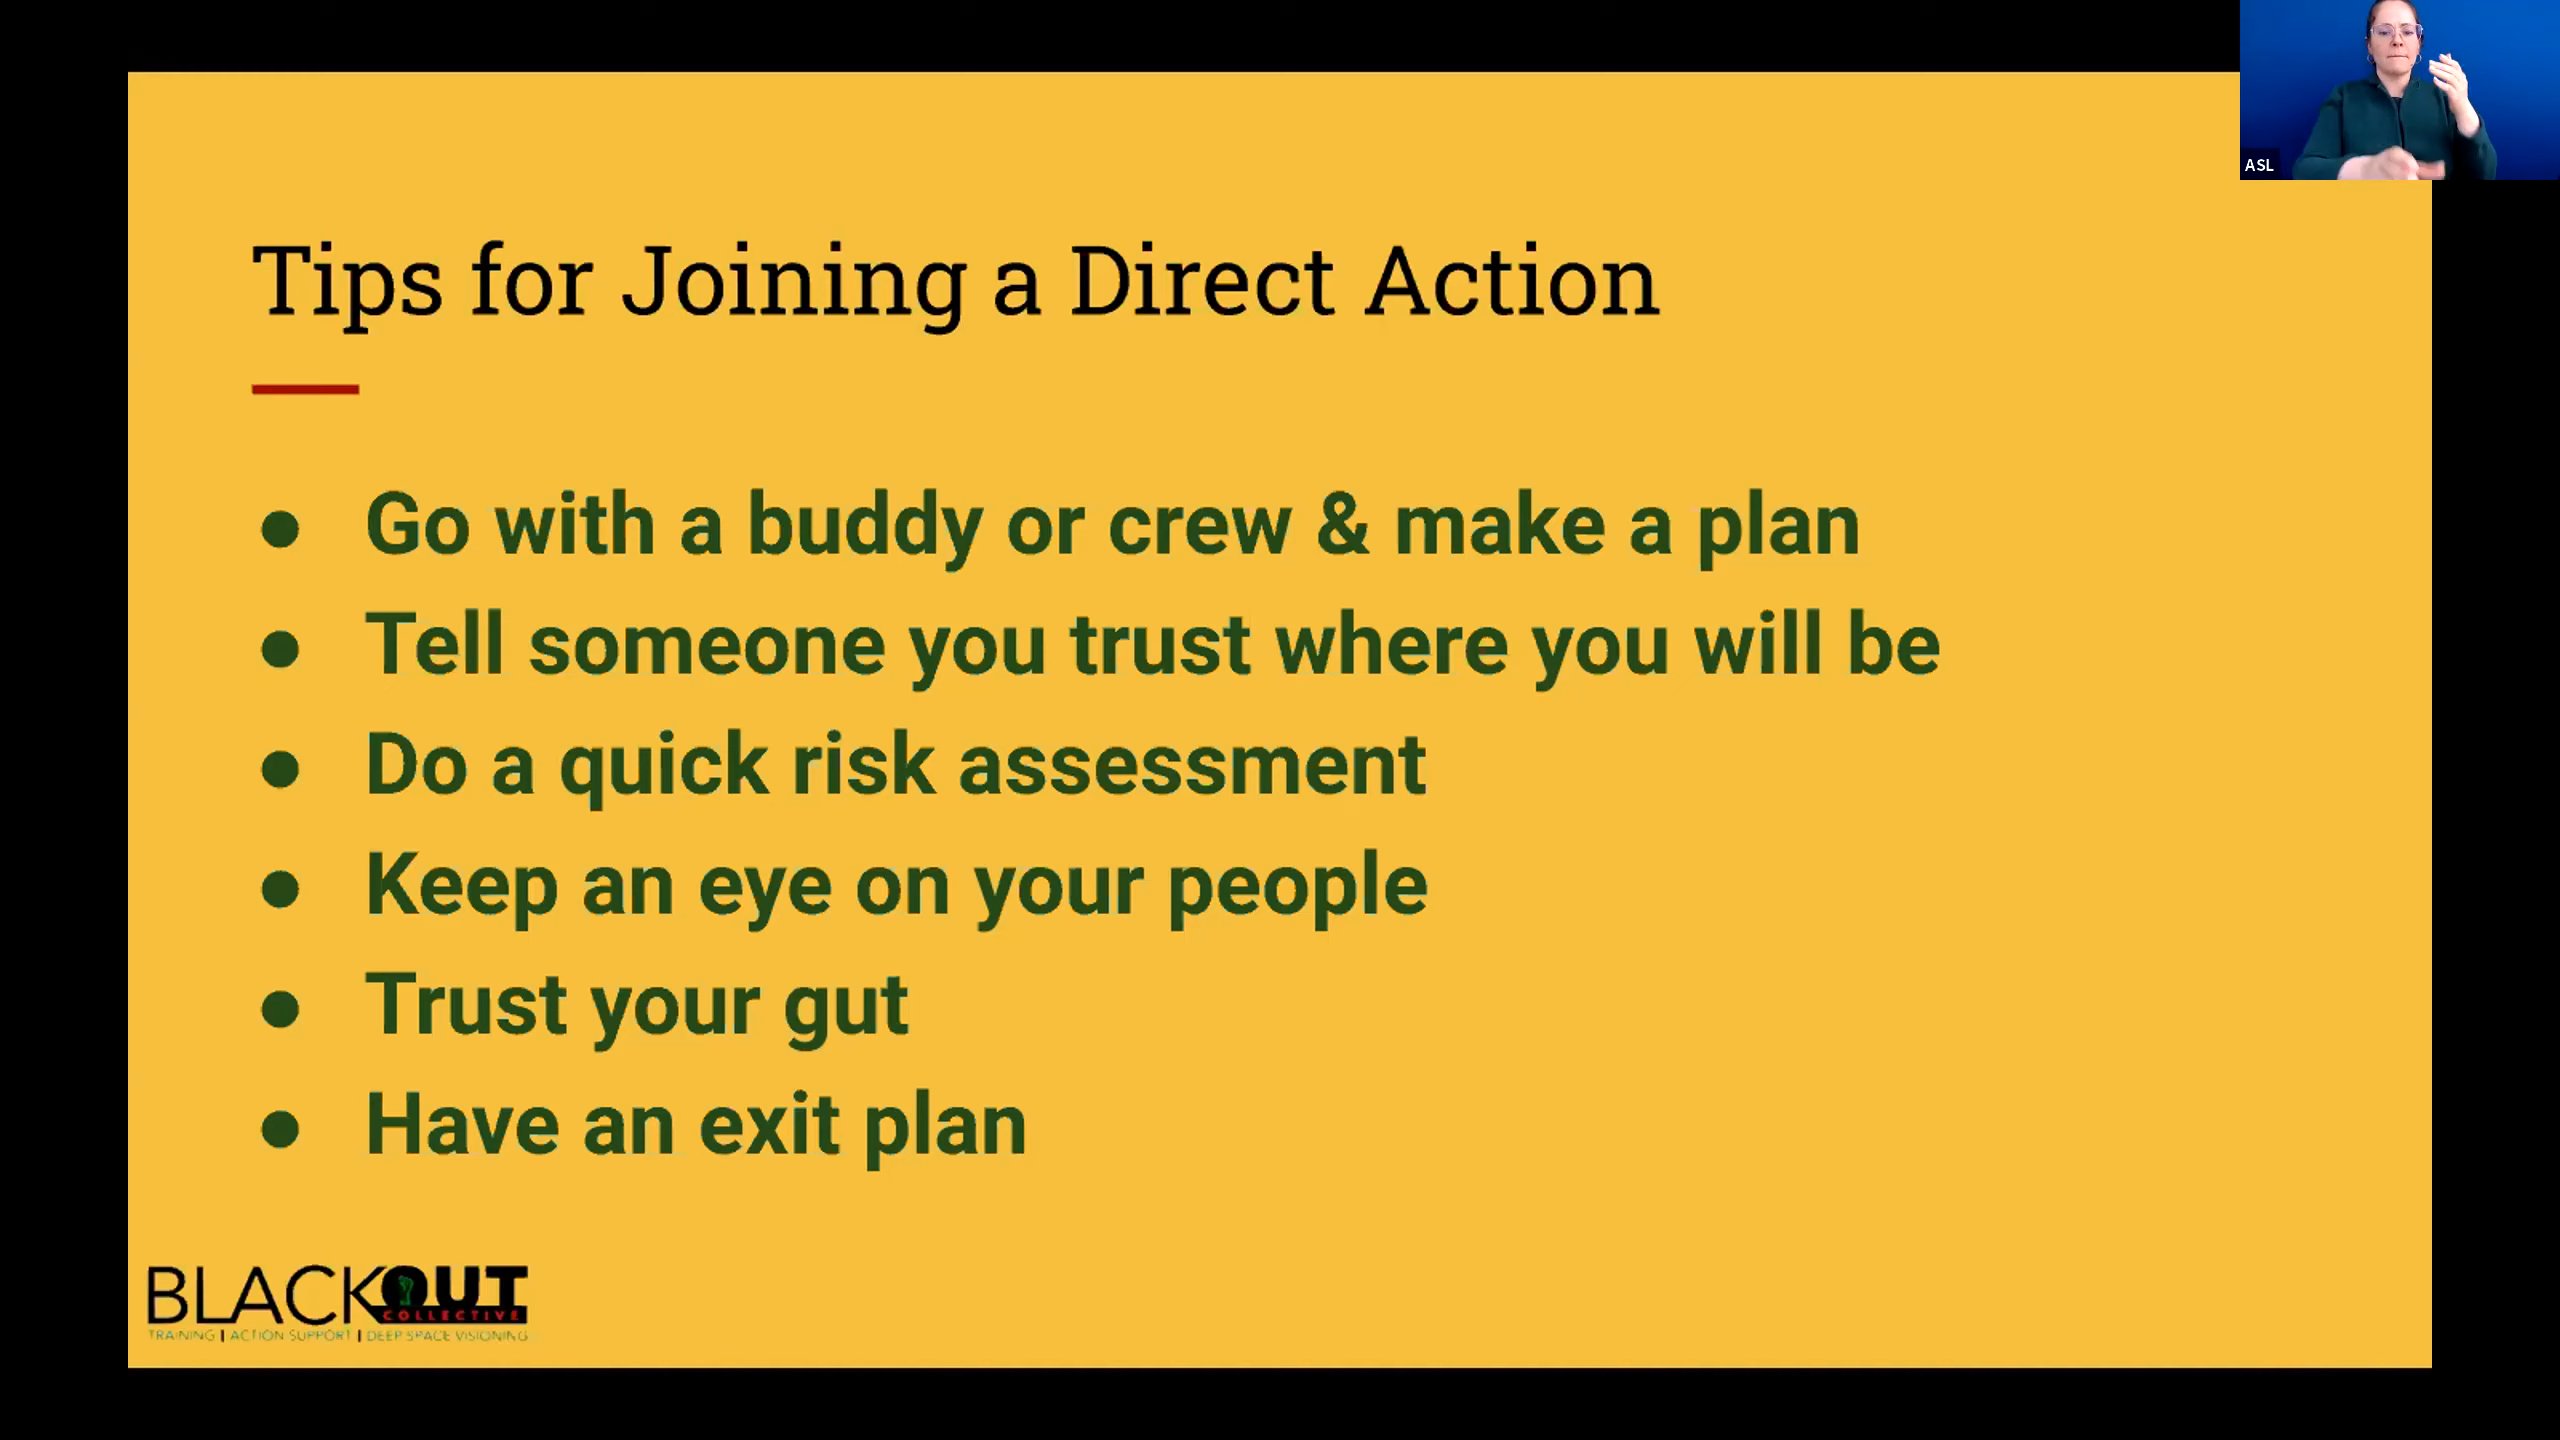 ASL
Tips for Joining a Direct Action
● Go with a buddy or crew & make a plan
● Tell someone you trust where you will be
● Do a quick risk assessment
● Keep an eye on your people
● Trust your gut
● Have an exit plan
BLACKOUT
COLLECTIVE
TRAINING | ACTION SUPPORT | DEEP SPACE VISIONING